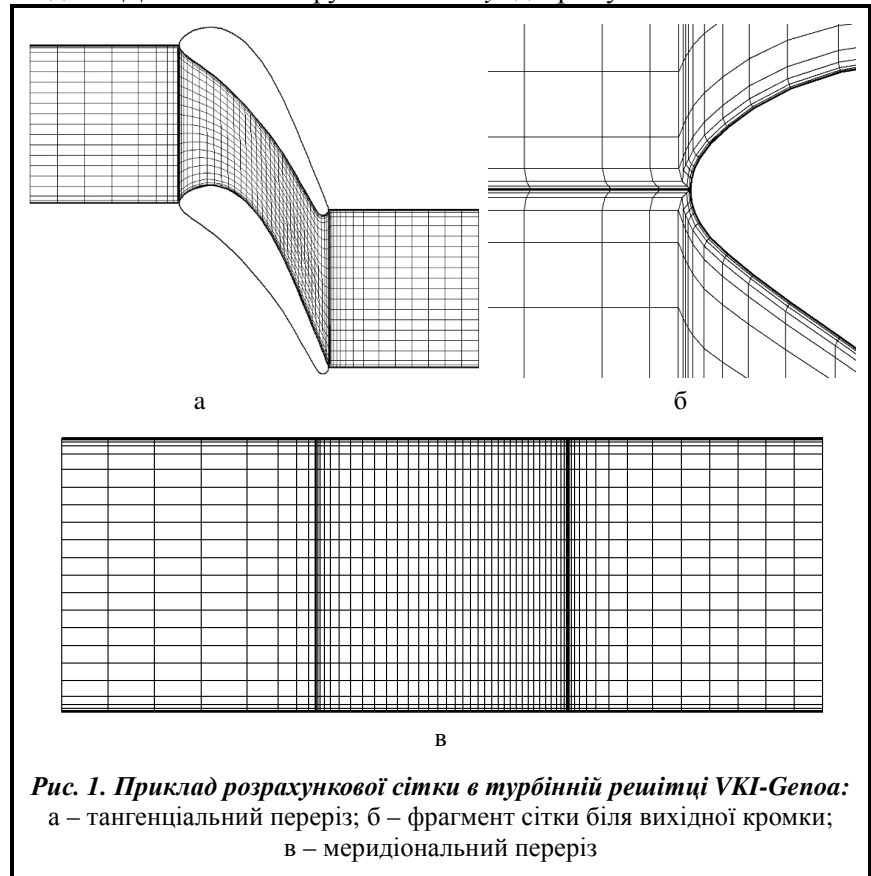 а
б
в
Рис. 1. Приклад розрахункової сітки в турбінній решітці VKI-Genoa:
а – тангенціальний переріз; б – фрагмент сітки біля вихідної кромки;
в – меридіональний переріз